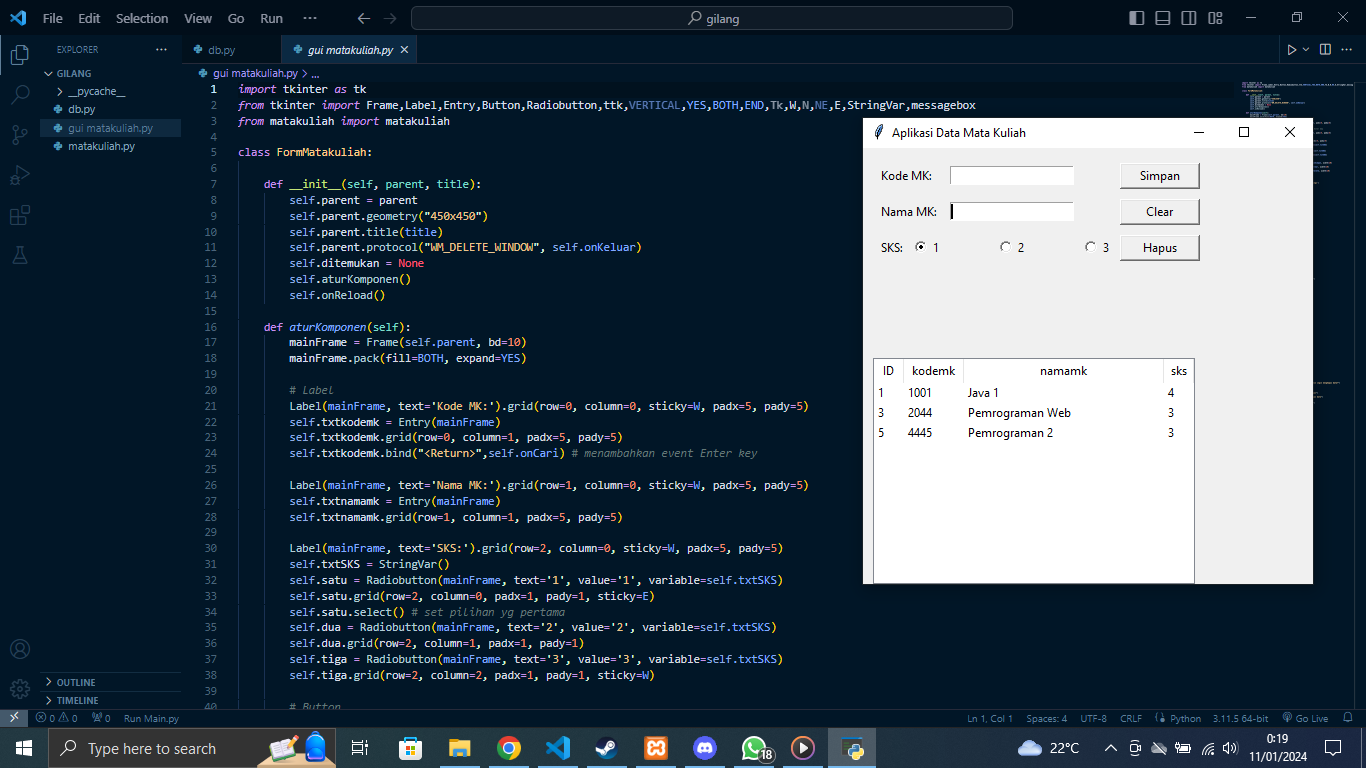 File Edit Selection View Go Run ··· gilang
EXPLORER ···
GILANG
__pycache__
db.py
gui matakuliah.py
matakuliah.py
OUTLINE
TIMELINE
db.py gui matakuliah.py
gui matakuliah.py > ...
1 import tkinter as tk
2 from tkinter import Frame,Label,Entry,Button,Radiobutton,ttk,VERTICAL,YES,BOTH,END,Tk,W,N,NE,E,StringVar,messagebox
3 from matakuliah import matakuliah
4
5 class FormMatakuliah:
6
7 def __init__(self, parent, title):
8 self.parent = parent
9 self.parent.geometry("450x450")
10 self.parent.title(title)
11 self.parent.protocol("WM_DELETE_WINDOW", self.onKeluar)
12 self.ditemukan = None
13 self.aturKomponen()
14 self.onReload()
15
16 def aturKomponen(self):
17 mainFrame = Frame(self.parent, bd=10)
18 mainFrame.pack(fill=BOTH, expand=YES)
19
20 # Label
21 Label(mainFrame, text='Kode MK:').grid(row=0, column=0, sticky=W, padx=5, pady=5)
22 self.txtkodemk = Entry(mainFrame)
23 self.txtkodemk.grid(row=0, column=1, padx=5, pady=5)
24 self.txtkodemk.bind("<Return>",self.onCari) # menambahkan event Enter key
25
26 Label(mainFrame, text='Nama MK:').grid(row=1, column=0, sticky=W, padx=5, pady=5)
27 self.txtnamamk = Entry(mainFrame)
28 self.txtnamamk.grid(row=1, column=1, padx=5, pady=5)
29
30 Label(mainFrame, text='SKS:').grid(row=2, column=0, sticky=W, padx=5, pady=5)
31 self.txtSKS = StringVar()
32 self.satu = Radiobutton(mainFrame, text='1', value='1', variable=self.txtSKS)
33 self.satu.grid(row=2, column=0, padx=1, pady=1, sticky=E)
34 self.satu.select() # set pilihan yg pertama
35 self.dua = Radiobutton(mainFrame, text='2', value='2', variable=self.txtSKS)
36 self.dua.grid(row=2, column=1, padx=1, pady=1)
37 self.tiga = Radiobutton(mainFrame, text='3', value='3', variable=self.txtSKS)
38 self.tiga.grid(row=2, column=2, padx=1, pady=1, sticky=W)
39
40 # Button
Aplikasi Data Mata Kuliah
Kode MK: Simpan
Nama MK: Clear
SKS: 1 2 3 Hapus
ID kodemk namamk sks
1 1001 Java 1 4
3 2044 Pemrograman Web 3
5 4445 Pemrograman 2 3
0 0 0 Run Main.py Ln 1, Col 1 Spaces: 4 UTF-8 CRLF Python 3.11.5 64-bit Go Live
Type here to search 18 22°C 0:19
11/01/2024